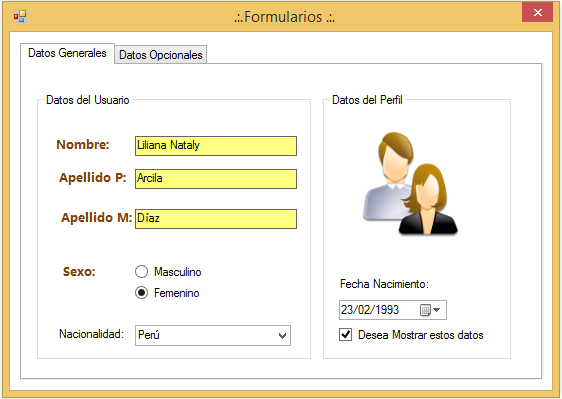 .:.Formularios .:.
Datos Generales
Datos Opcionales
Datos del Usuario
Nombre: Liliana Nataly
Apellido P: Arcila
Apellido M: Díaz
Sexo: Masculino
Femenino
Nacionalidad: Perú
Datos del Perfil
Fecha Nacimiento:
23/02/1993
Desea Mostrar estos datos